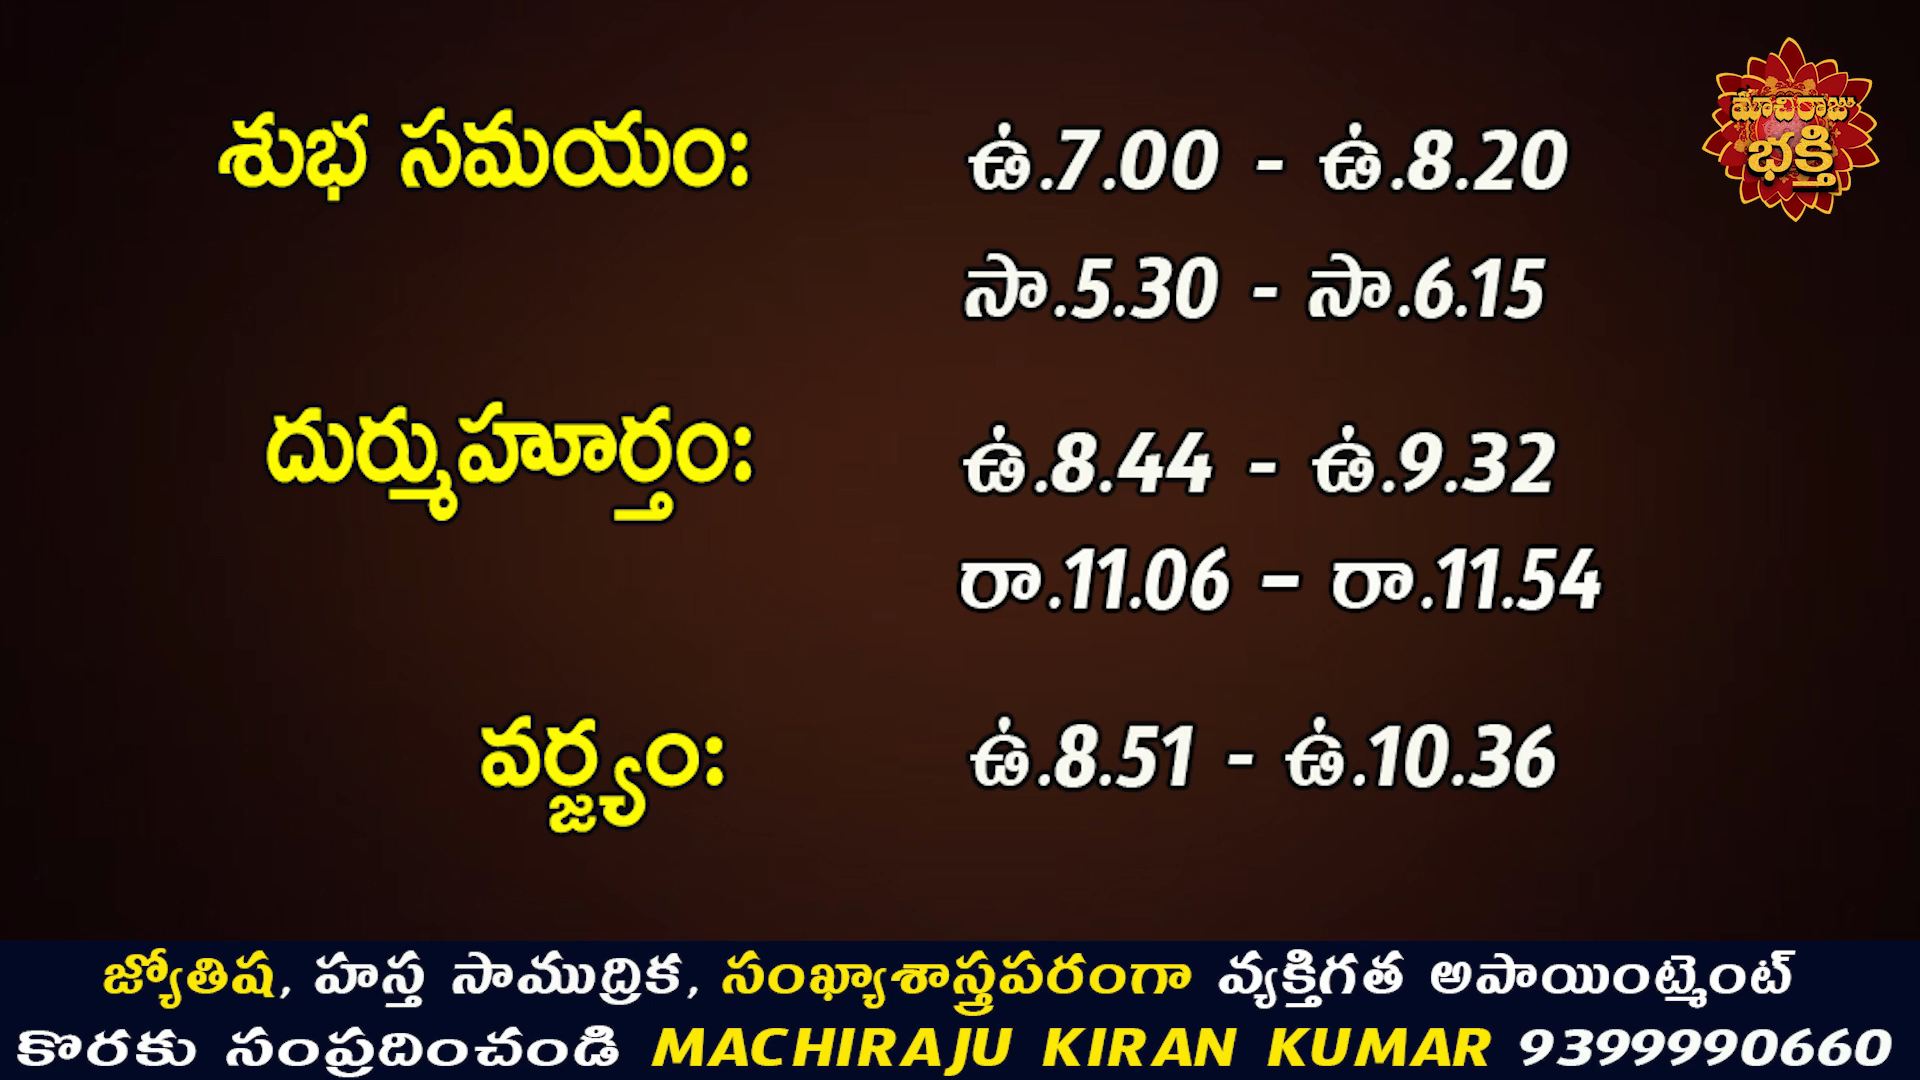 మాచిరాజు
భక్తి
శుభ సమయం: ఉ.7.00 - ఉ.8.20
సా.5.30 - సా.6.15
దుర్ముహూర్తం: ఉ.8.44 - ఉ.9.32
రా.11.06 – రా.11.54
వర్జ్యం: ఉ.8.51 - ఉ.10.36
జ్యోతిష, హస్త సాముద్రిక, సంఖ్యాశాస్త్రపరంగా వ్యక్తిగత అపాయింట్మెంట్
కొరకు సంప్రదించండి MACHIRAJU KIRAN KUMAR 9399990660